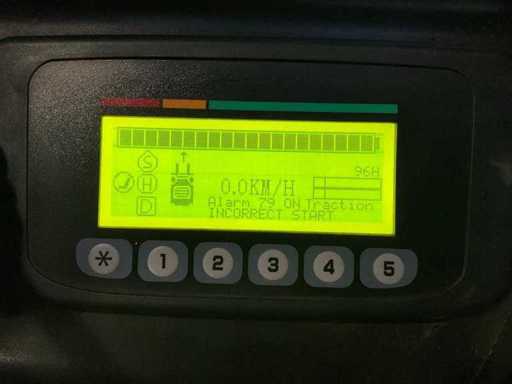 96H
S
H
D
0.0KM/H
Alarm 79 ON Traction
INCORRECT START
* 1 2 3 4 5